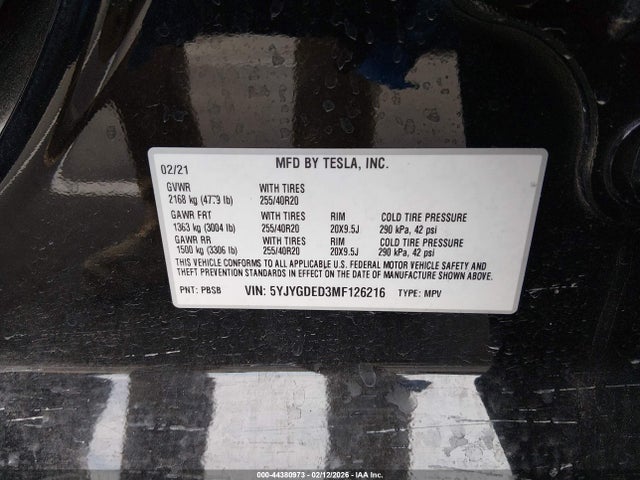 02/21 MFD BY TESLA, INC.
GVWR WITH TIRES
2168 kg (4779 lb) 255/40R20
GAWR FRT WITH TIRES RIM COLD TIRE PRESSURE
1363 kg (3004 lb) 255/40R20 20X9.5J 290 kPa, 42 psi
GAWR RR WITH TIRES RIM COLD TIRE PRESSURE
1500 kg (3306 lb) 255/40R20 20X9.5J 290 kPa, 42 psi
THIS VEHICLE CONFORMS TO ALL APPLICABLE U.S. FEDERAL MOTOR VEHICLE SAFETY AND
THEFT PREVENTION STANDARDS IN EFFECT ON THE DATE OF MANUFACTURE SHOWN ABOVE.
PNT: PBSB VIN: 5YJYGDED3MF126216 TYPE: MPV
000-44380973 - 02/12/2026 - IAA Inc.